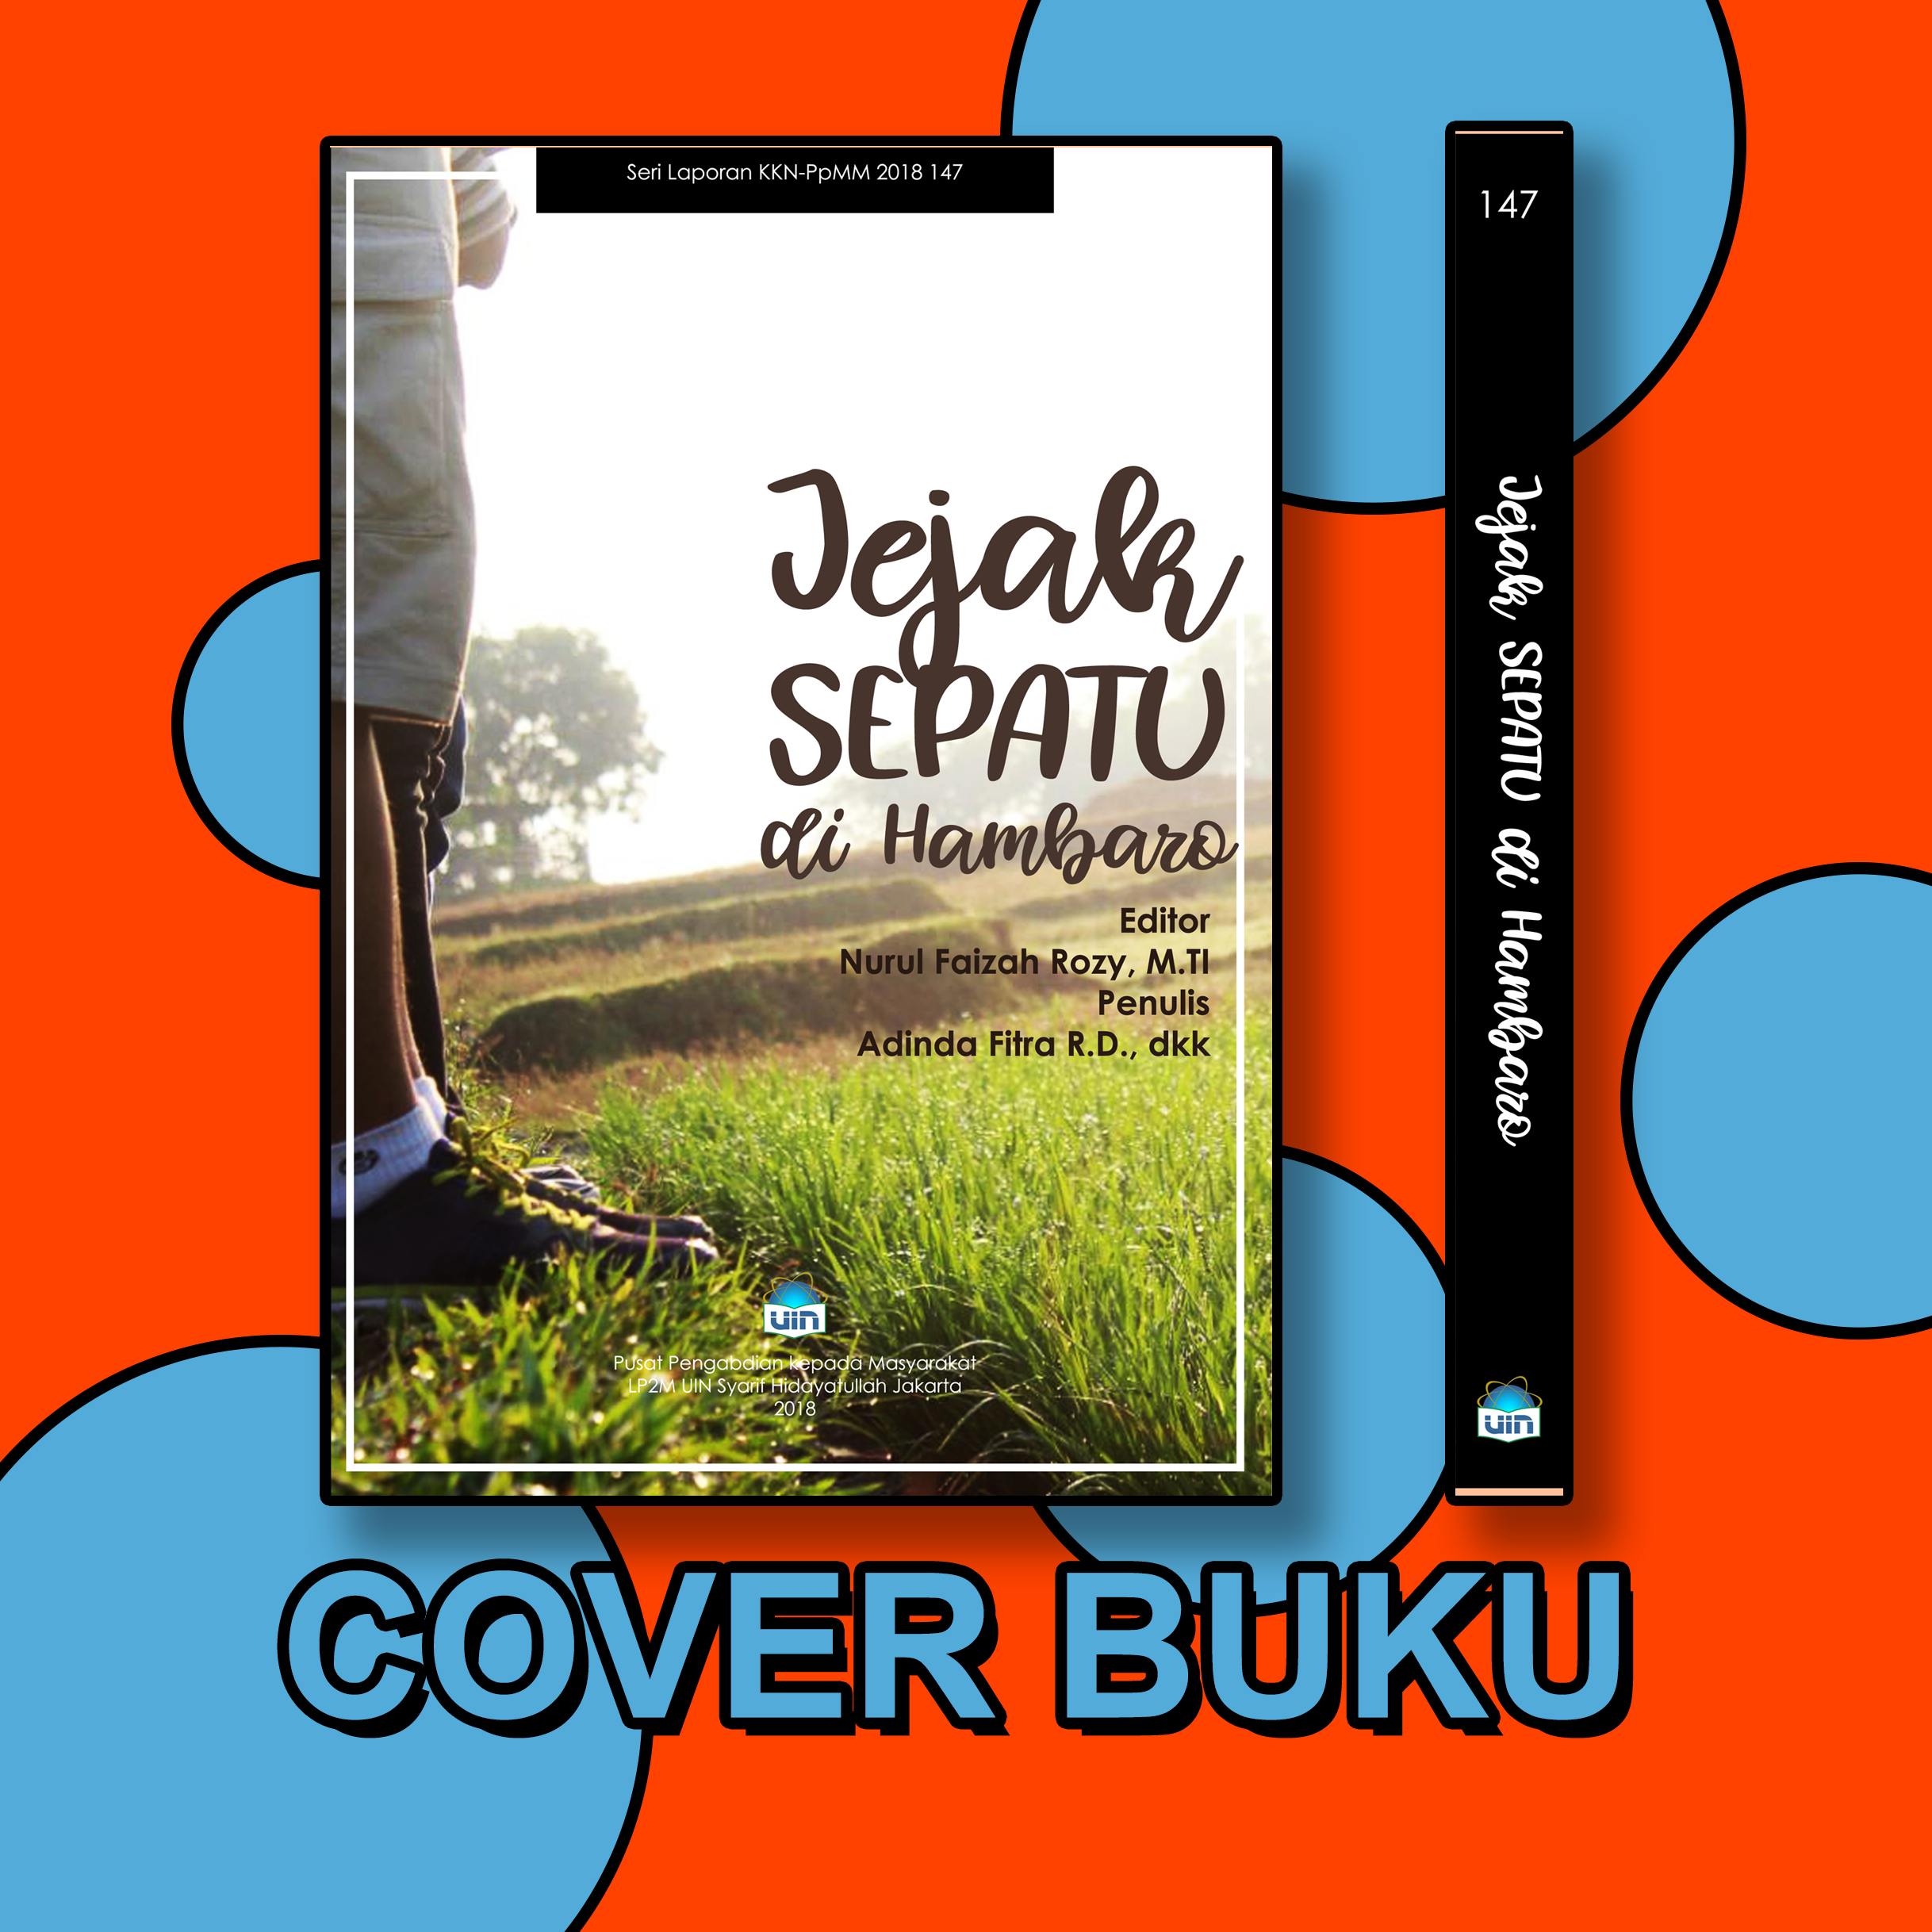 Seri Laporan KKN-PpMM 2018 147
Jejak
SEPATU
di Hambaro
Editor
Nurul Faizah Rozy, M.TI
Penulis
Adinda Fitra R.D., dkk
uin
Pusat Pengabdian kepada Masyarakat
LP2M UIN Syarif Hidayatullah Jakarta
2018
147
Jejak SEPATU di Hambaro
uin
COVER BUKU